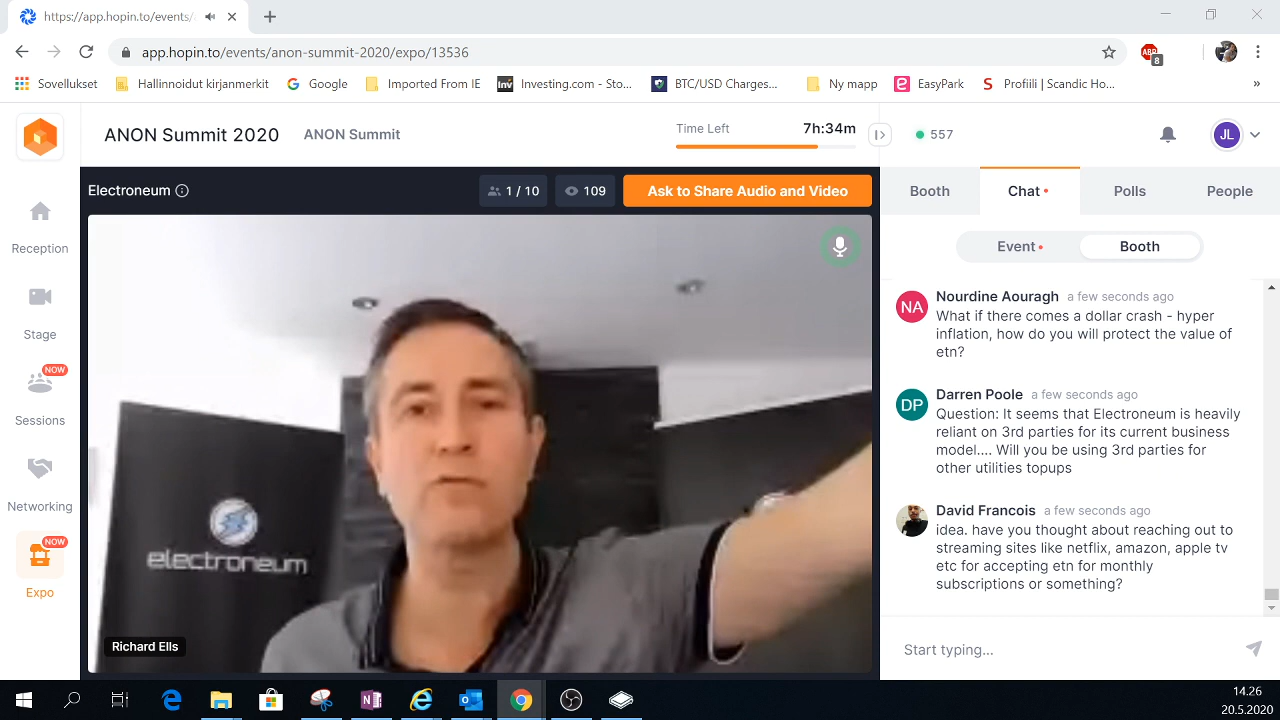 https://app.hopin.to/events/
app.hopin.to/events/anon-summit-2020/expo/13536
ABP
8
Sovellukset
Hallinnoidut kirjanmerkit
G Google
Imported From IE
Inv Investing.com - Sto...
BTC/USD Charges...
Ny mapp
EasyPark
S Profiili | Scandic Ho...
»
ANON Summit 2020
ANON Summit
Time Left
7h:34m
557
JL
Reception
Stage
NOW
Sessions
Networking
NOW
Expo
Electroneum
1 / 10
109
Ask to Share Audio and Video
electroneum
Richard Ells
Booth
Chat
Polls
People
Event
Booth
NA
Nourdine Aouragh a few seconds ago
What if there comes a dollar crash - hyper
inflation, how do you will protect the value of
etn?
DP
Darren Poole a few seconds ago
Question: It seems that Electroneum is heavily
reliant on 3rd parties for its current business
model.... Will you be using 3rd parties for
other utilities topups
David Francois a few seconds ago
idea. have you thought about reaching out to
streaming sites like netflix, amazon, apple tv
etc for accepting etn for monthly
subscriptions or something?
Start typing...
14.26
20.5.2020